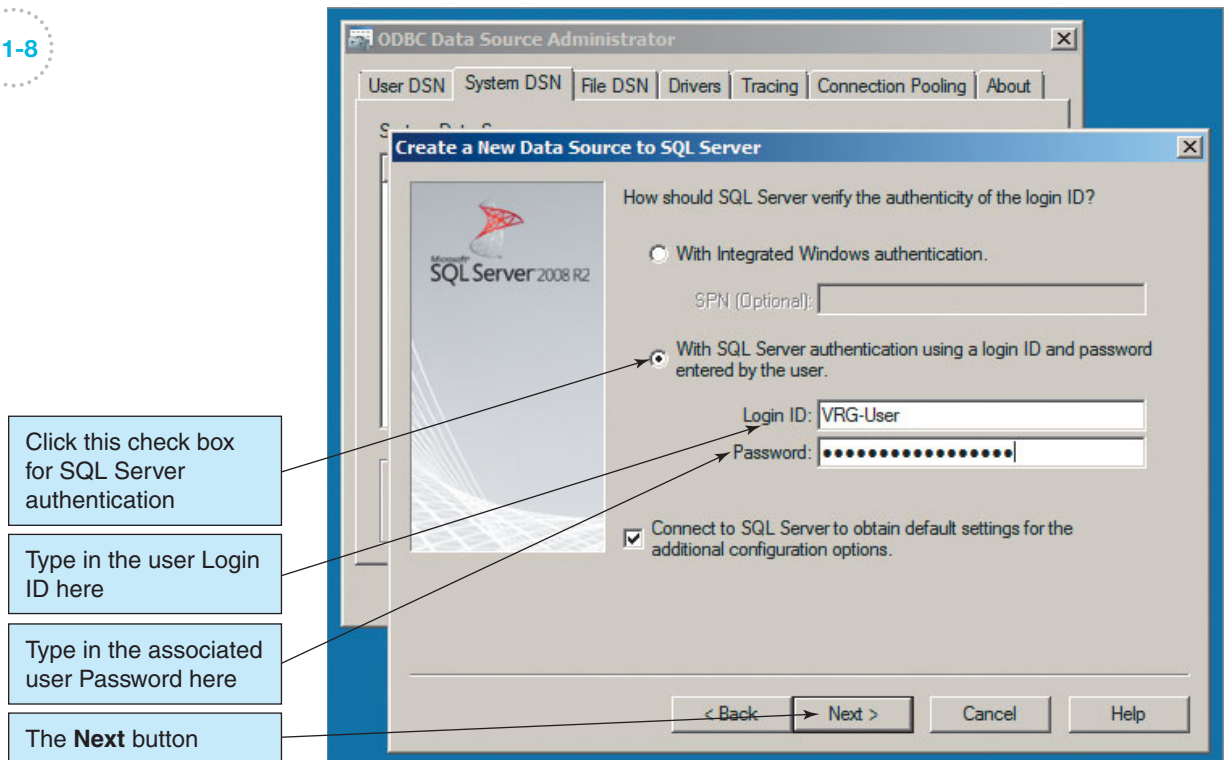 1-8
ODBC Data Source Administrator
User DSN
System DSN
File DSN
Drivers
Tracing
Connection Pooling
About
Create a New Data Source to SQL Server
Microsoft
SQL Server 2008 R2
How should SQL Server verify the authenticity of the login ID?
With Integrated Windows authentication.
SPN (Optional):
With SQL Server authentication using a login ID and password
entered by the user.
Login ID: VRG-User
Password: •••••••••••••••••
Connect to SQL Server to obtain default settings for the
additional configuration options.
< Back
Next >
Cancel
Help
Click this check box
for SQL Server
authentication
Type in the user Login
ID here
Type in the associated
user Password here
The Next button